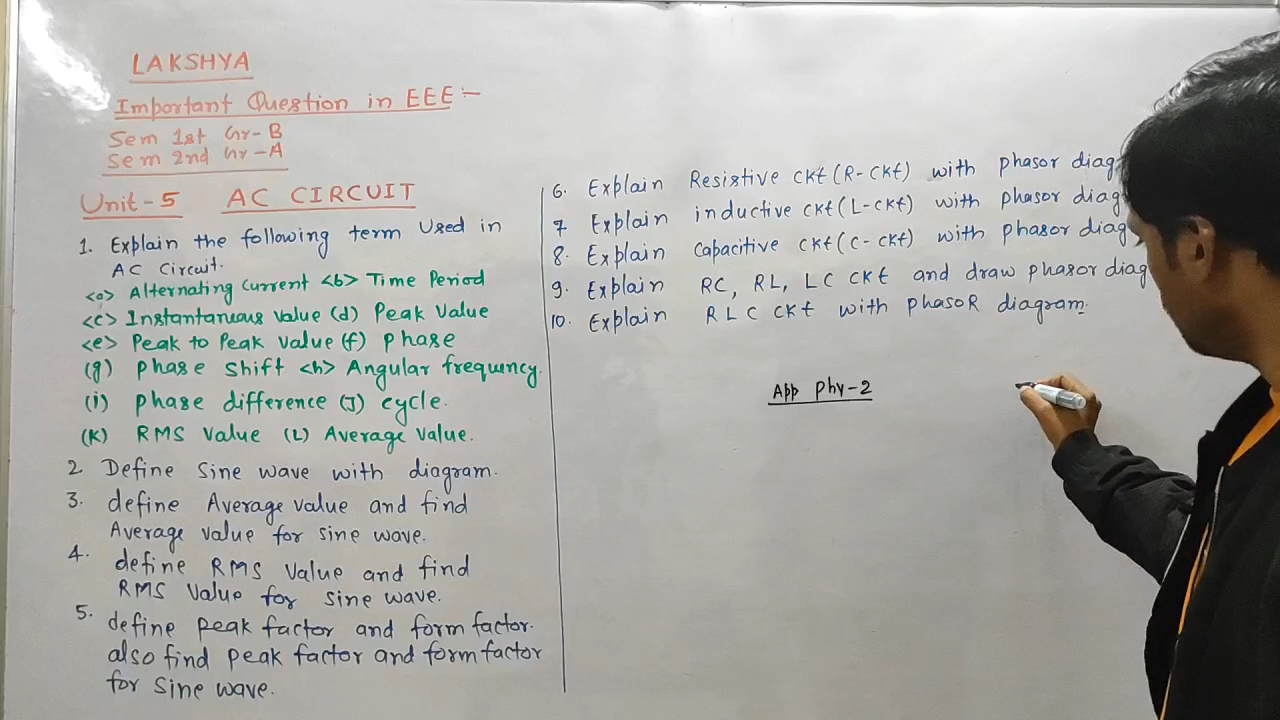 LAKSHYA
Important Question in EEE:-
Sem 1st Gr-B
Sem 2nd Gr-A
Unit-5 AC CIRCUIT
1. Explain the following term used in
AC Circuit.
<a> Alternating Current <b> Time Period
<c> Instantaneous value (d) Peak Value
<e> Peak to Peak value (f) phase
(g) phase shift <h> Angular frequency.
(i) phase difference (J) cycle.
(K) RMS value (L) Average value.
2 Define Sine wave with diagram.
3. define Average value and find
Average value for sine wave.
4. define RMS value and find
RMS value for sine wave.
5. define peak factor and form factor.
also find peak factor and form factor
for sine wave.
6. Explain Resistive ckt (R-ckt) with phasor diag
7 Explain inductive ckt (L-ckt) with phasor diag
8. Explain capacitive ckt (C-ckt) with phasor diag
9. Explain RC, RL, LC ckt and draw phasor diag
10. Explain RLC ckt with phasoR diagram.
App Phy-2